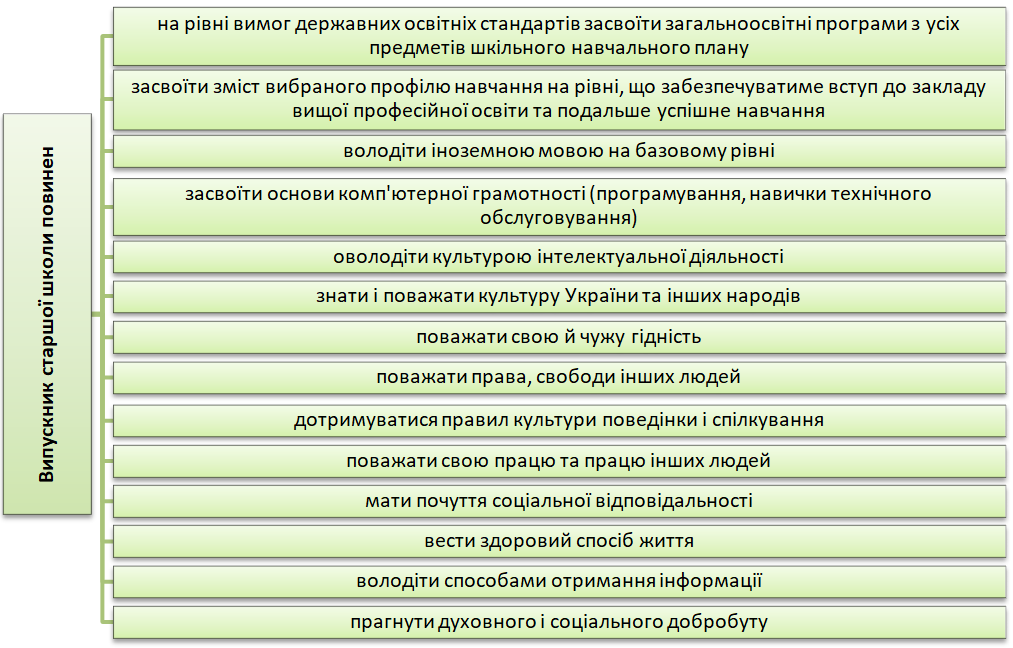 Випускник старшої школи повинен
на рівні вимог державних освітніх стандартів засвоїти загальноосвітні програми з усіх
предметів шкільного навчального плану
засвоїти зміст вибраного профілю навчання на рівні, що забезпечуватиме вступ до закладу
вищої професійної освіти та подальше успішне навчання
володіти іноземною мовою на базовому рівні
засвоїти основи комп'ютерної грамотності (програмування, навички технічного
обслуговування)
оволодіти культурою інтелектуальної діяльності
знати і поважати культуру України та інших народів
поважати свою й чужу гідність
поважати права, свободи інших людей
дотримуватися правил культури поведінки і спілкування
поважати свою працю та працю інших людей
мати почуття соціальної відповідальності
вести здоровий спосіб життя
володіти способами отримання інформації
прагнути духовного і соціального добробуту